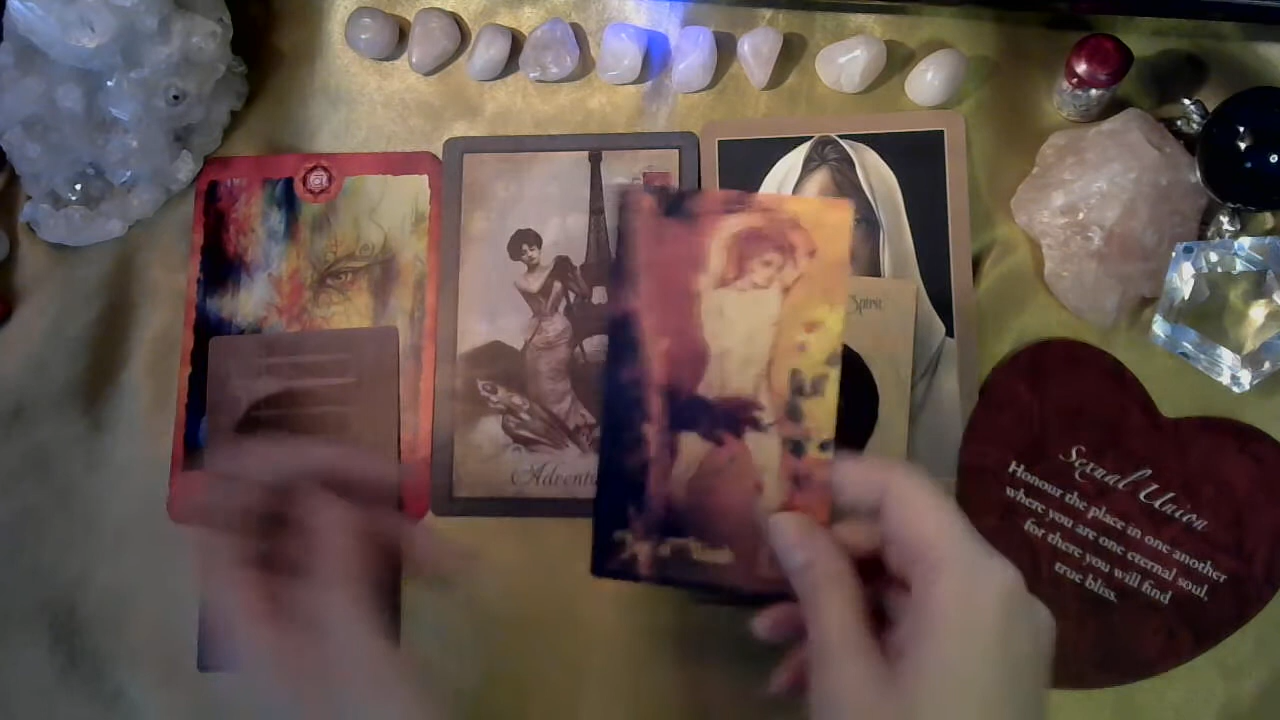 Adventu
Spirit
Sexual Union
Honour the place in one another
where you are one eternal soul,
for there you will find
true bliss.